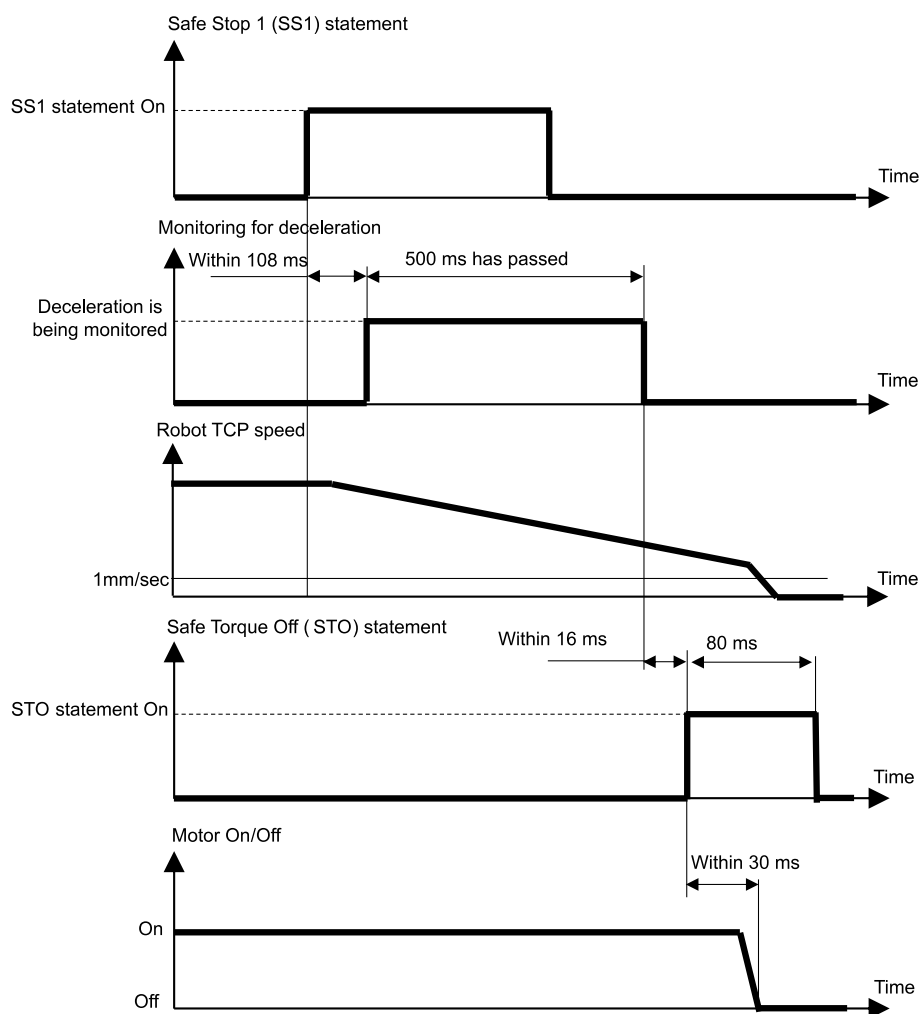 Safe Stop 1 (SS1) statement
SS1 statement On
Time
Monitoring for deceleration
Within 108 ms
500 ms has passed
Deceleration is
being monitored
Time
Robot TCP speed
1mm/sec
Time
Safe Torque Off ( STO) statement
Within 16 ms
80 ms
STO statement On
Time
Motor On/Off
Within 30 ms
On
Off
Time